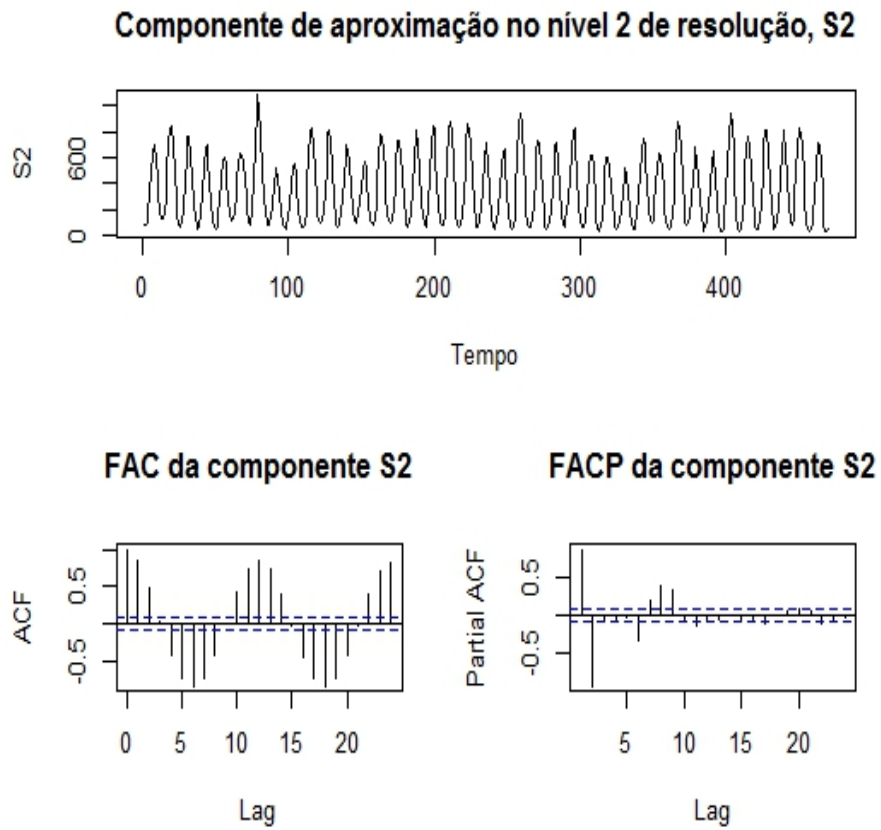 Componente de aproximação no nível 2 de resolução, S2
S2
600
0
0 100 200 300 400
Tempo
FAC da componente S2
ACF
0.5
-0.5
0 5 10 15 20
Lag
FACP da componente S2
Partial ACF
0.5
-0.5
5 10 15 20
Lag